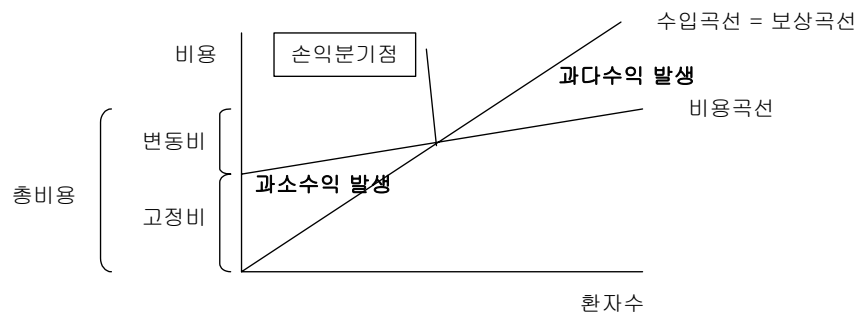 수입곡선 = 보상곡선
비용
손익분기점
과다수익 발생
비용곡선
변동비
과소수익 발생
총비용
고정비
환자수